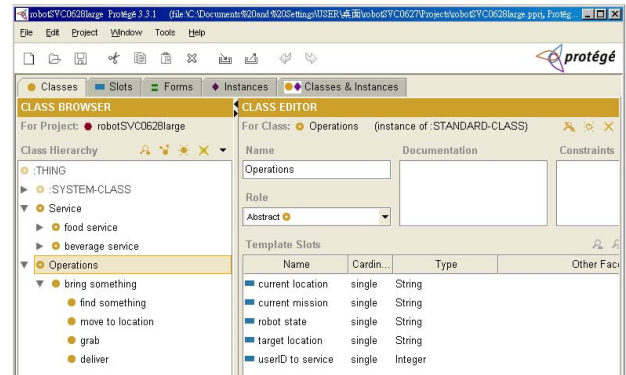 robotSVC0628large Protégé 3.3.1 (file:\C:\Documents%20and%20Settings\USER\桌面\robotSVC0627\Projects\robotSVC0628large.pprj, Protég...
File Edit Project Window Tools Help
protégé
Classes Slots Forms Instances Classes & Instances
CLASS BROWSER
For Project: robotSVC0628large
Class Hierarchy
:THING
:SYSTEM-CLASS
Service
food service
beverage service
Operations
bring something
find something
move to location
grab
deliver
CLASS EDITOR
For Class: Operations (instance of :STANDARD-CLASS)
Name Documentation Constraints
Operations
Role
Abstract
Template Slots
Name Cardin... Type Other Face
current location single String
current mission single String
robot state single String
target location single String
userID to service single Integer